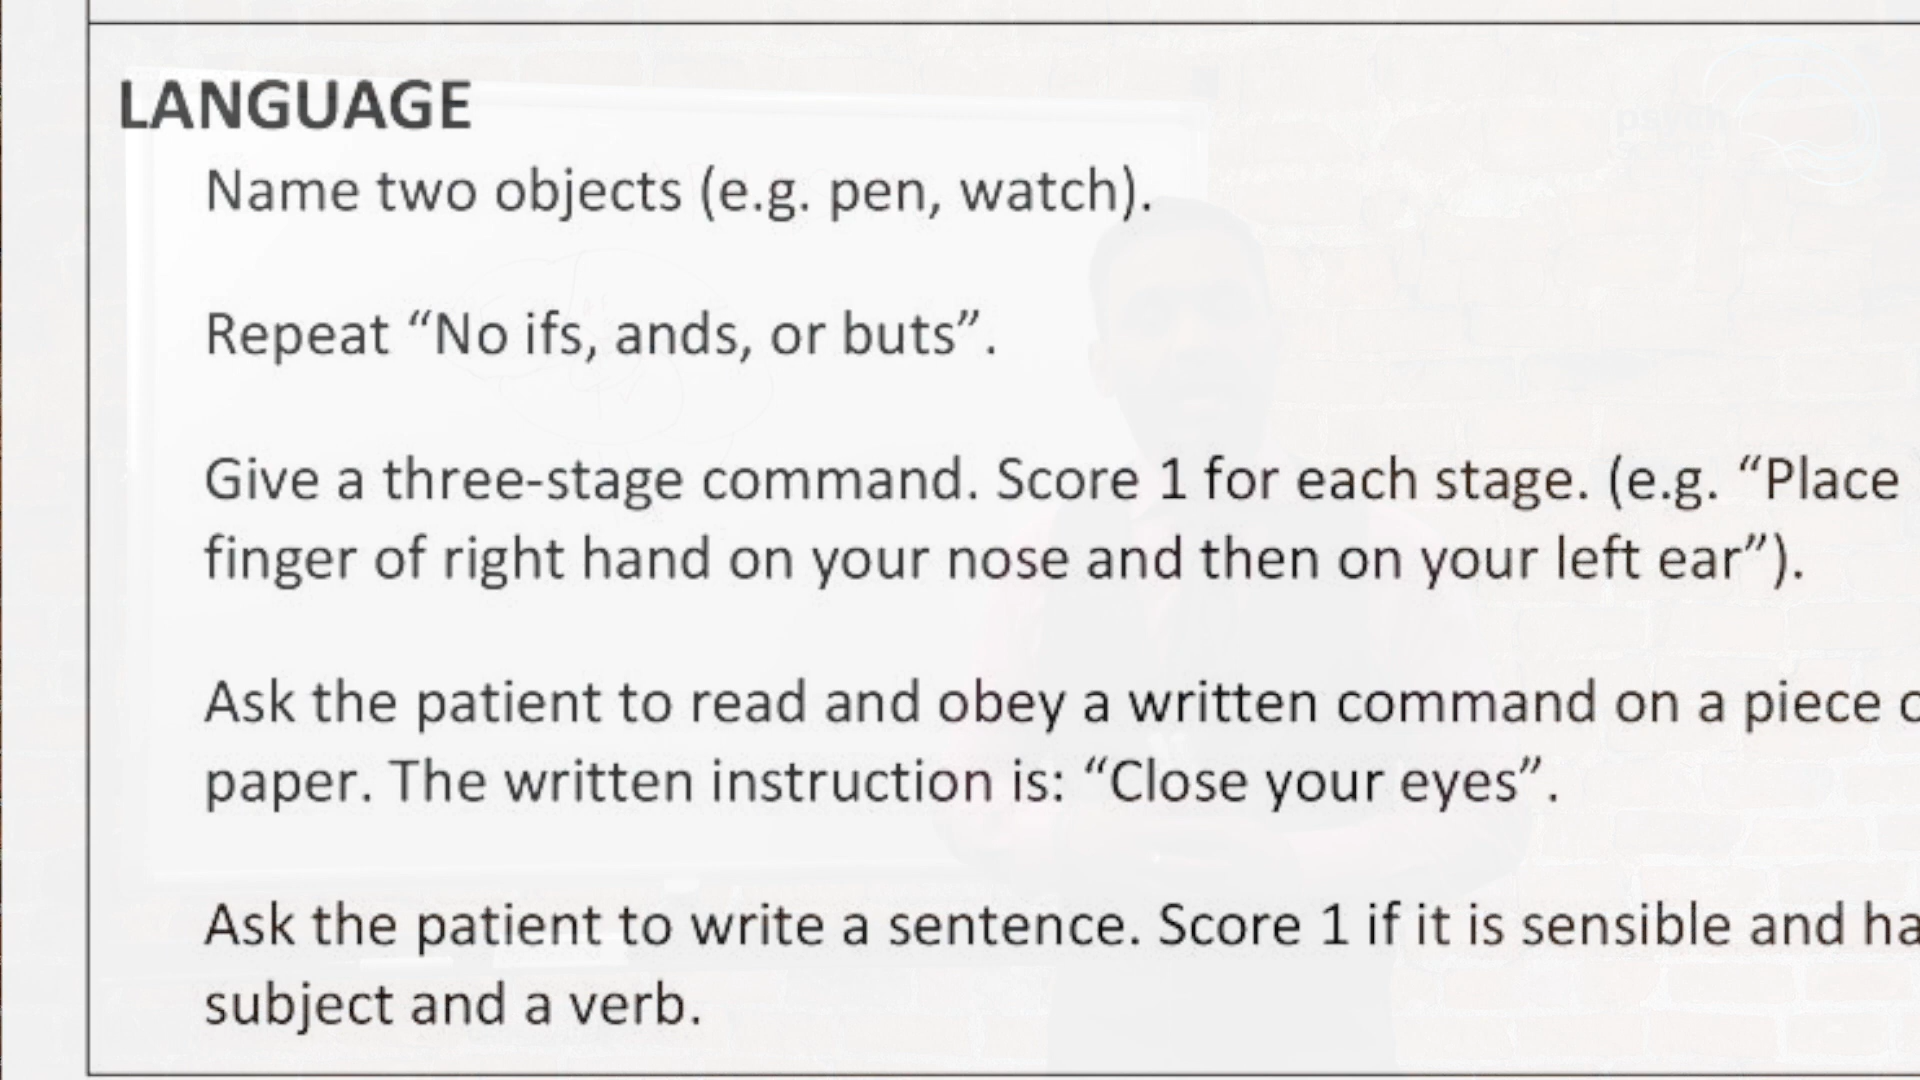 LANGUAGE
Name two objects (e.g. pen, watch).
Repeat “No ifs, ands, or buts”.
Give a three-stage command. Score 1 for each stage. (e.g. “Place
finger of right hand on your nose and then on your left ear”).
Ask the patient to read and obey a written command on a piece
paper. The written instruction is: “Close your eyes”.
Ask the patient to write a sentence. Score 1 if it is sensible and
subject and a verb.